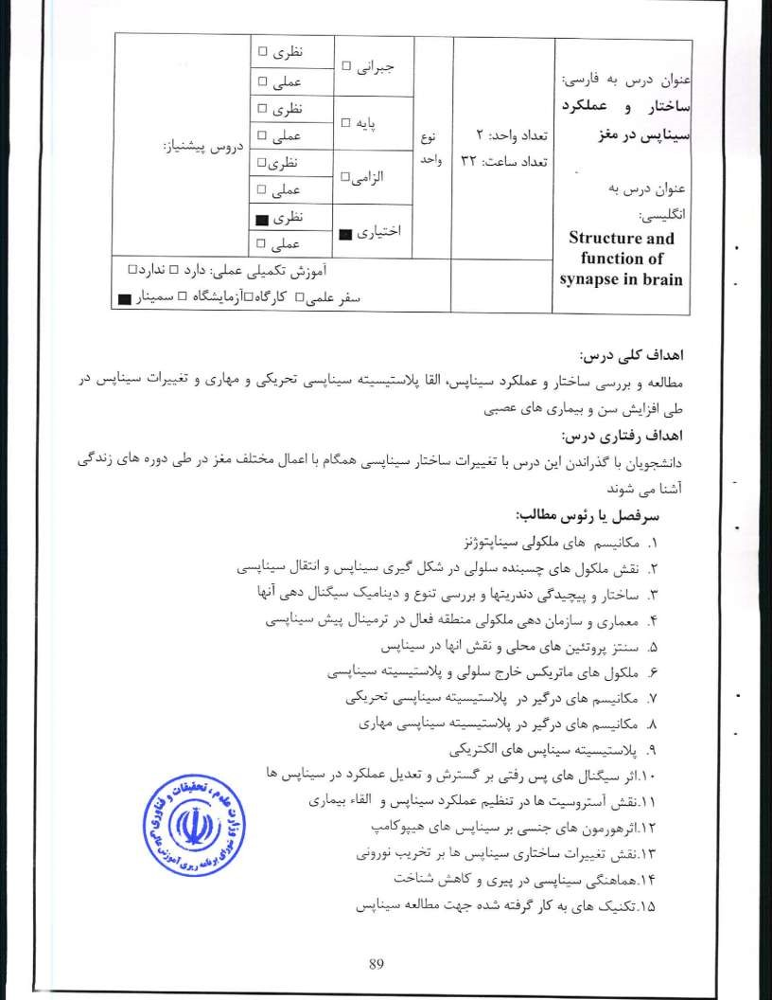 عنوان درس به فارسی:
ساختار و عملکرد
سیناپس در مغز
عنوان درس به
انگلیسی:
Structure and
function of
synapse in brain
تعداد واحد: ۲
تعداد ساعت: ۳۲
نوع
واحد
جبرانی □
نظری □
عملی □
پایه □
نظری □
عملی □
الزامی□
نظری□
عملی □
اختیاری ■
نظری ■
عملی □
دروس پیشنیاز:
آموزش تکمیلی عملی: دارد □ ندارد□
سفر علمی□ کارگاه□آزمایشگاه □ سمینار ■
اهداف کلی درس:
مطالعه و بررسی ساختار و عملکرد سیناپس، القا پلاستیسیته سیناپسی تحریکی و مهاری و تغییرات سیناپس در
طی افزایش سن و بیماری های عصبی
اهداف رفتاری درس:
دانشجویان با گذراندن این درس با تغییرات ساختار سیناپسی همگام با اعمال مختلف مغز در طی دوره های زندگی
آشنا می شوند
سرفصل یا رئوس مطالب:
۱. مکانیسم های ملکولی سیناپتوژنز
۲. نقش ملکول های چسبنده سلولی در شکل گیری سیناپس و انتقال سیناپسی
۳. ساختار و پیچیدگی دندریتها و بررسی تنوع و دینامیک سیگنال دهی آنها
۴. معماری و سازمان دهی ملکولی منطقه فعال در ترمینال پیش سیناپسی
۵. سنتز پروتئین های محلی و نقش انها در سیناپس
۶. ملکول های ماتریکس خارج سلولی و پلاستیسیته سیناپسی
۷. مکانیسم های درگیر در پلاستیسیته سیناپسی تحریکی
۸. مکانیسم های درگیر در پلاستیسیته سیناپسی مهاری
۹. پلاستیسیته سیناپس های الکتریکی
۱۰.اثر سیگنال های پس رفتی بر گسترش و تعدیل عملکرد در سیناپس ها
۱۱.نقش آستروسیت ها در تنظیم عملکرد سیناپس و القاء بیماری
۱۲.اثرهورمون های جنسی بر سیناپس های هیپوکامپ
۱۳.نقش تغییرات ساختاری سیناپس ها بر تخریب نورونی
۱۴.هماهنگی سیناپسی در پیری و کاهش شناخت
۱۵.تکنیک های به کار گرفته شده جهت مطالعه سیناپس
وزارت علوم، تحقیقات و فناوری
شورای برنامه ریزی آموزش عالی
89